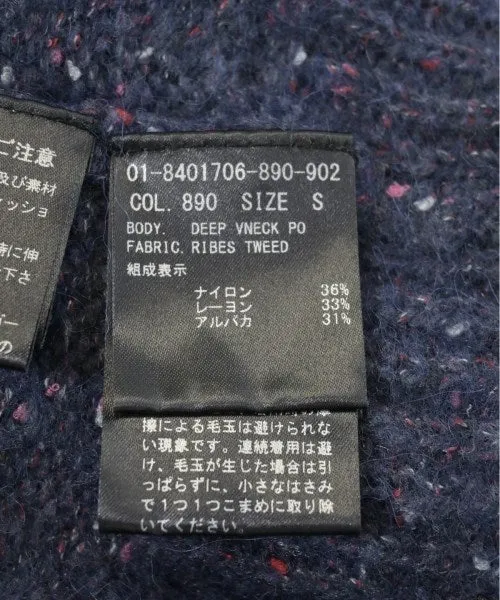 ご注意
及び素材
ッショ
時に伸
下さ
ガー
の
01-8401706-890-902
COL. 890 SIZE S
BODY. DEEP VNECK PO
FABRIC. RIBES TWEED
組成表示
ナイロン 36%
レーヨン 33%
アルパカ 31%
擦による毛玉は避けられな
い現象です。連続着用は避
け、毛玉が生じた場合は引
っぱらずに、小さなはさみ
で1つ1つこまめに取り除
いてください。